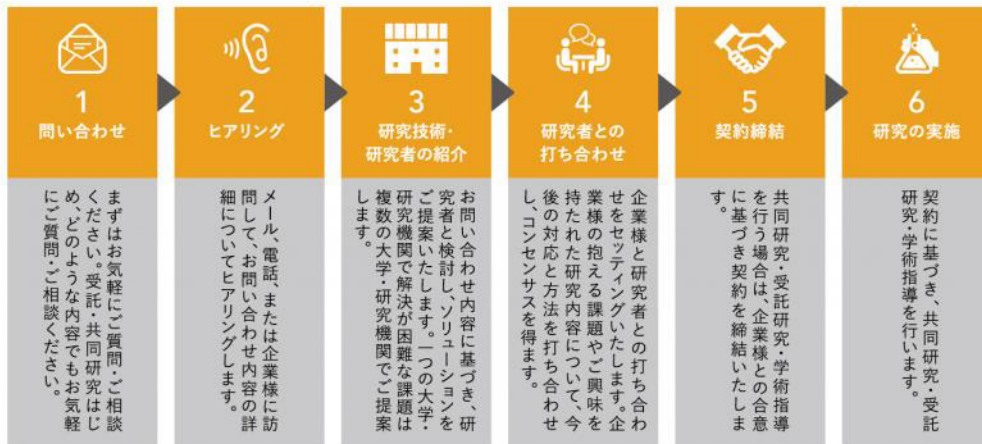 1
問い合わせ
まずはお気軽にご質問・ご相談
ください。受託・共同研究はじ
め、どのような内容でもお気軽
にご質問・ご相談ください。
2
ヒアリング
メール、電話、または企業様に訪
問して、お問い合わせ内容の詳
細についてヒアリングします。
3
研究技術・
研究者の紹介
お問い合わせ内容に基づき、研
究者と検討し、ソリューションを
ご提案いたします。一つの大学・
研究機関で解決が困難な課題は
複数の大学・研究機関でご提案
します。
4
研究者との
打ち合わせ
企業様と研究者との打ち合わ
せをセッティングいたします。企
業様の抱える課題やご興味を
持たれた研究内容について、今
後の対応と方法を打ち合わせ
し、コンセンサスを得ます。
5
契約締結
共同研究・受託研究・学術指導
を行う場合は、企業様との合意
に基づき契約を締結いたしま
す。
6
研究の実施
契約に基づき、共同研究・受託
研究・学術指導を行います。